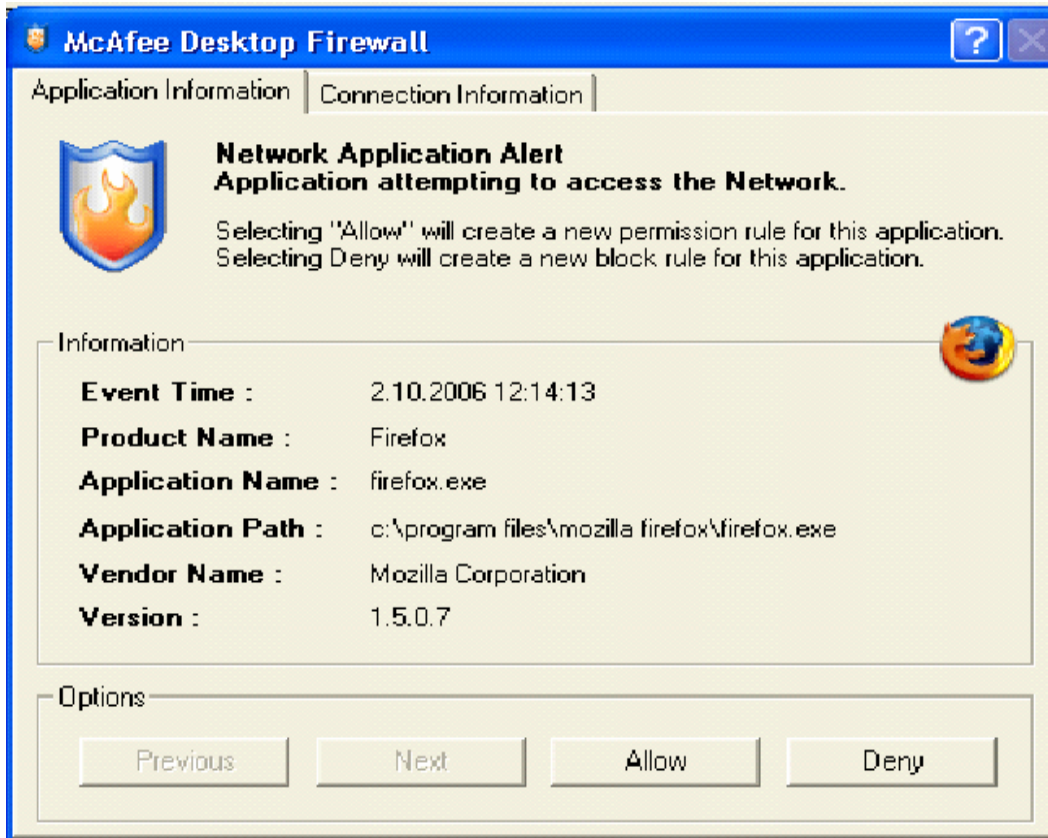 McAfee Desktop Firewall
Application Information
Connection Information
Network Application Alert
Application attempting to access the Network.
Selecting "Allow" will create a new permission rule for this application.
Selecting Deny will create a new block rule for this application.
Information
Event Time : 2.10.2006 12:14:13
Product Name : Firefox
Application Name : firefox.exe
Application Path : c:\program files\mozilla firefox\firefox.exe
Vendor Name : Mozilla Corporation
Version : 1.5.0.7
Options
Previous Next Allow Deny